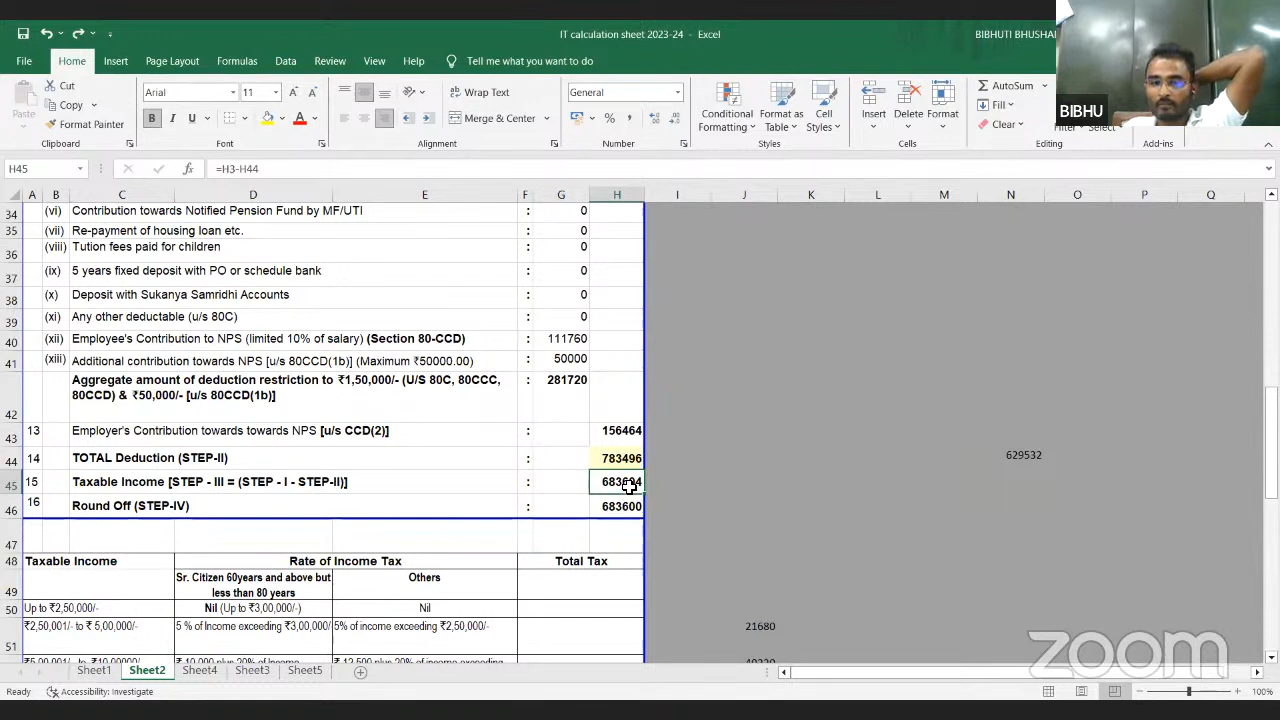 IT calculation sheet 2023-24 - Excel
BIBHUTI BHUSHA
File Home Insert Page Layout Formulas Data Review View Help Tell me what you want to do
Cut
Copy
Format Painter
Paste
Clipboard
Arial 11
B I U
Font
Wrap Text
Merge & Center
Alignment
General
Number
Conditional Formatting
Format as Table
Cell Styles
Styles
Insert Delete Format
Cells
AutoSum
Fill
Clear
Editing
Add-ins
BIBHU
H45 =H3-H44
A B C D E F G H I J K L M N O P Q
34 (vi) Contribution towards Notified Pension Fund by MF/UTI : 0
35 (vii) Re-payment of housing loan etc. : 0
36 (viii) Tution fees paid for children : 0
37 (ix) 5 years fixed deposit with PO or schedule bank : 0
38 (x) Deposit with Sukanya Samridhi Accounts : 0
39 (xi) Any other deductable (u/s 80C) : 0
40 (xii) Employee's Contribution to NPS (limited 10% of salary) (Section 80-CCD) : 111760
41 (xiii) Additional contribution towards NPS [u/s 80CCD(1b)] (Maximum ₹50000.00) : 50000
Aggregate amount of deduction restriction to ₹1,50,000/- (U/S 80C, 80CCC, : 281720
42 80CCD) & ₹50,000/- [u/s 80CCD(1b)]
43 13 Employer's Contribution towards towards NPS [u/s CCD(2)] : 156464
44 14 TOTAL Deduction (STEP-II) : 783496 629532
45 15 Taxable Income [STEP - III = (STEP - I - STEP-II)] :
46 16 Round Off (STEP-IV) : 683600
47
48 Taxable Income Rate of Income Tax Total Tax
49 Sr. Citizen 60years and above but less than 80 years Others
50 Up to ₹2,50,000/- Nil (Up to ₹3,00,000/-) Nil
51 ₹2,50,001/- to ₹ 5,00,000/- 5 % of Income exceeding ₹3,00,000/ 5% of income exceeding ₹2,50,000/- 21680
zoom
Sheet1 Sheet2 Sheet4 Sheet3 Sheet5
Ready Accessibility: Investigate 100%